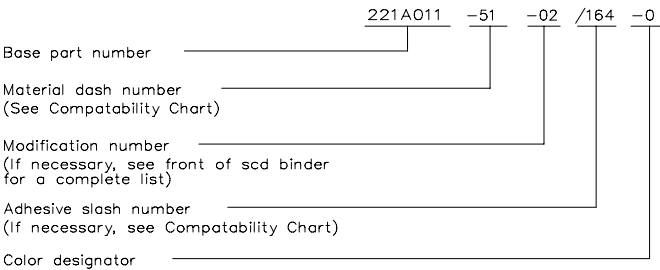 221A011 -51 -02 /164 -0
Base part number
Material dash number
(See Compatability Chart)
Modification number
(If necessary, see front of scd binder
for a complete list)
Adhesive slash number
(If necessary, see Compatability Chart)
Color designator